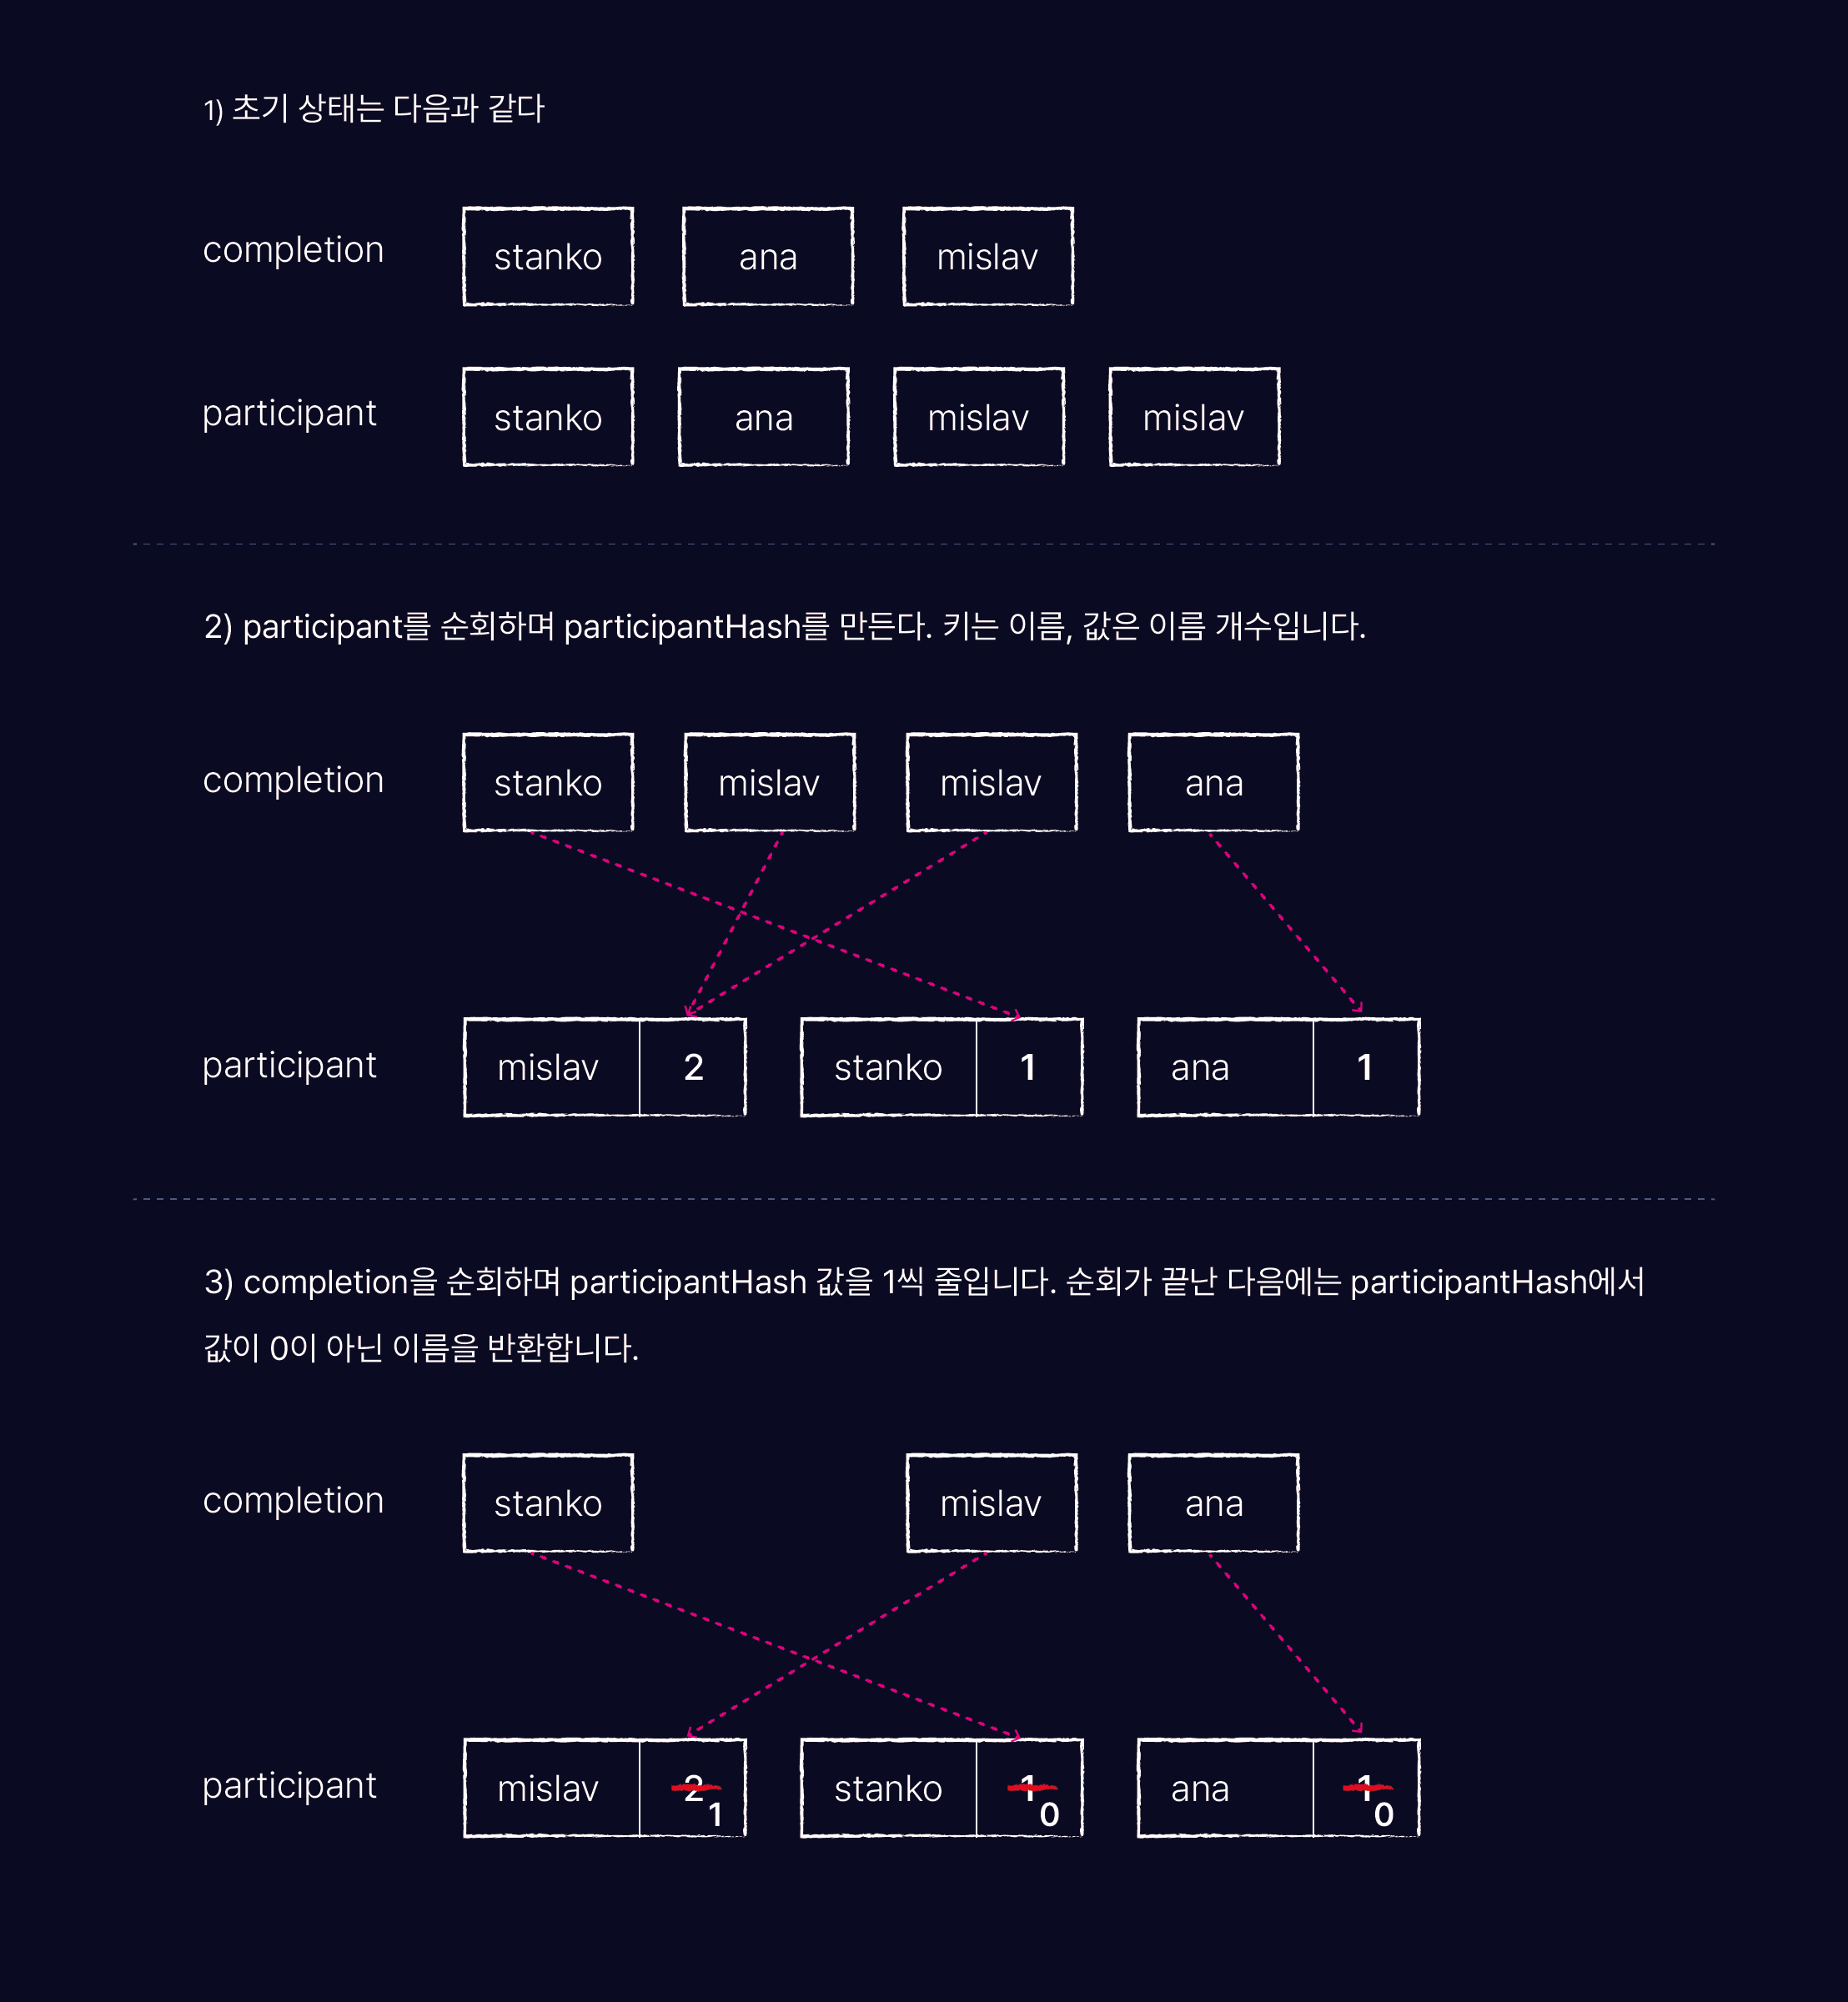 1) 초기 상태는 다음과 같다
completion stanko ana mislav
participant stanko ana mislav mislav
2) participant를 순회하며 participantHash를 만든다. 키는 이름, 값은 이름 개수입니다.
completion stanko mislav mislav ana
participant mislav 2 stanko 1 ana 1
3) completion을 순회하며 participantHash 값을 1씩 줄입니다. 순회가 끝난 다음에는 participantHash에서
값이 0이 아닌 이름을 반환합니다.
completion stanko mislav ana
participant mislav 2 1 stanko 1 0 ana 1 0